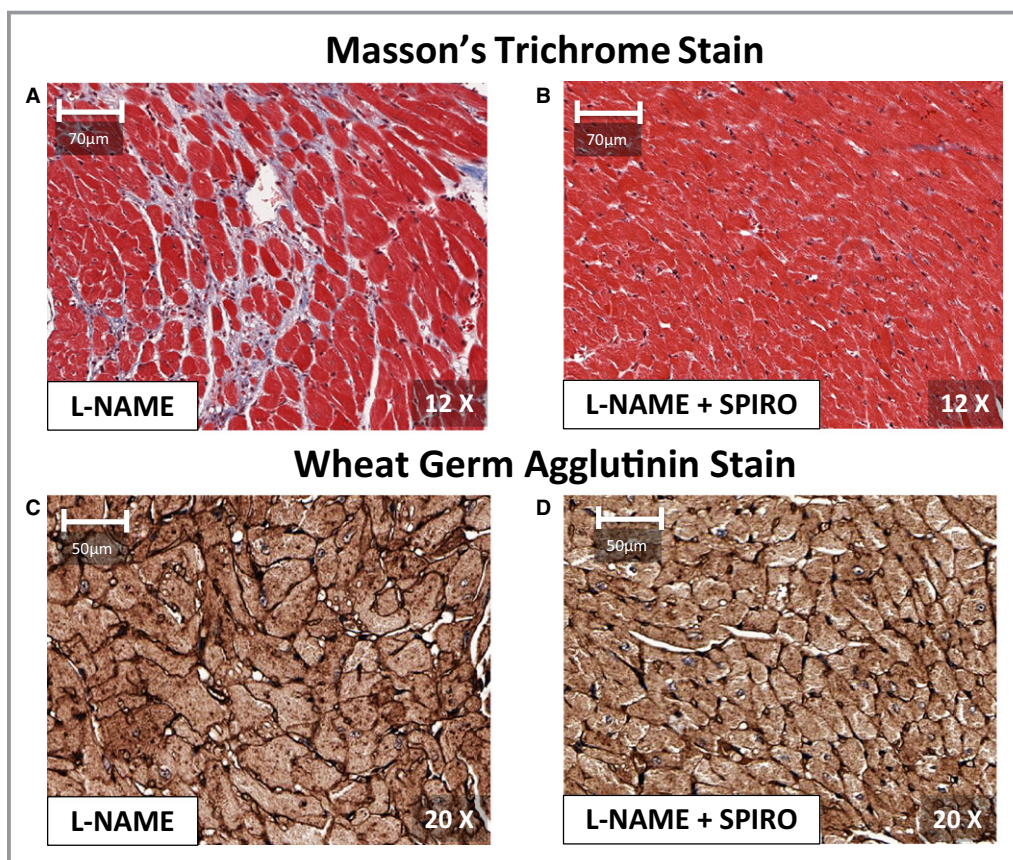 Masson's Trichrome Stain
A
B
70µm
70µm
L-NAME
12 X
L-NAME + SPIRO
12 X
Wheat Germ Agglutinin Stain
C
D
50µm
50µm
L-NAME
20 X
L-NAME + SPIRO
20 X